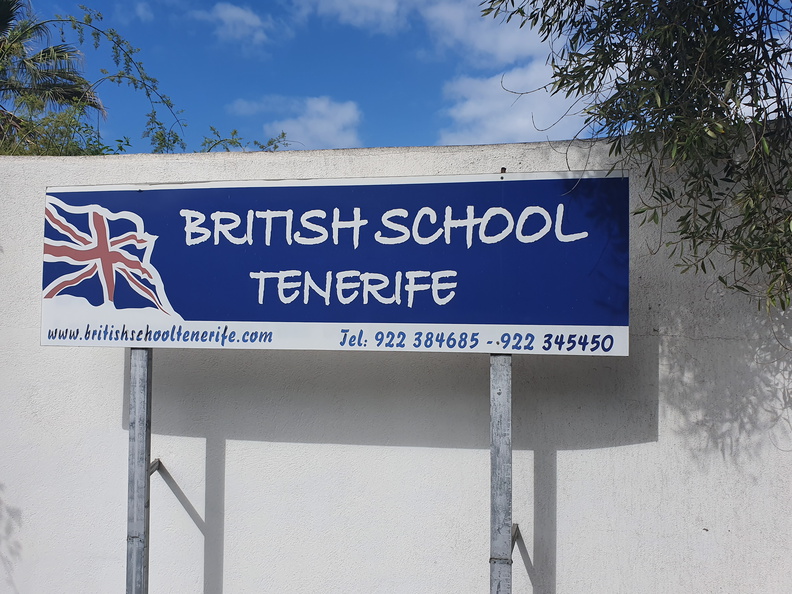 BRITISH SCHOOL
TENERIFE
www.britishschooltenerife.com Tel: 922 384685 - 922 345450